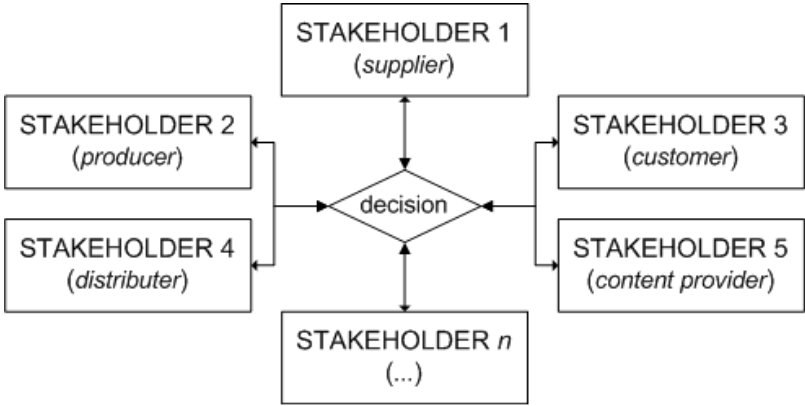 STAKEHOLDER 1
(supplier)
STAKEHOLDER 2
(producer)
STAKEHOLDER 3
(customer)
decision
STAKEHOLDER 4
(distributer)
STAKEHOLDER 5
(content provider)
STAKEHOLDER n
(...)